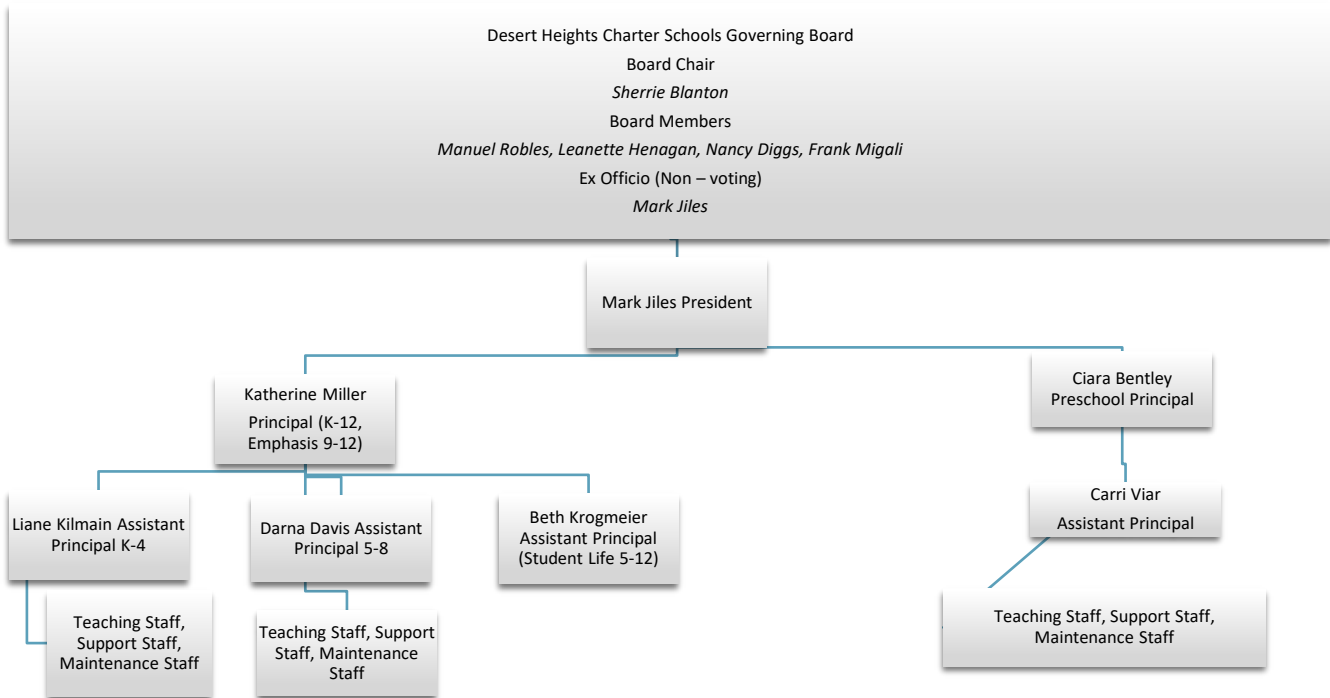 Desert Heights Charter Schools Governing Board
Board Chair
Sherrie Blanton
Board Members
Manuel Robles, Leanette Henagan, Nancy Diggs, Frank Migali
Ex Officio (Non – voting)
Mark Jiles
Mark Jiles President
Katherine Miller
Principal (K-12,
Emphasis 9-12)
Ciara Bentley
Preschool Principal
Liane Kilmain Assistant
Principal K-4
Darna Davis Assistant
Principal 5-8
Beth Krogmeier
Assistant Principal
(Student Life 5-12)
Carri Viar
Assistant Principal
Teaching Staff,
Support Staff,
Maintenance Staff
Teaching Staff, Support
Staff, Maintenance
Staff
Teaching Staff, Support Staff,
Maintenance Staff